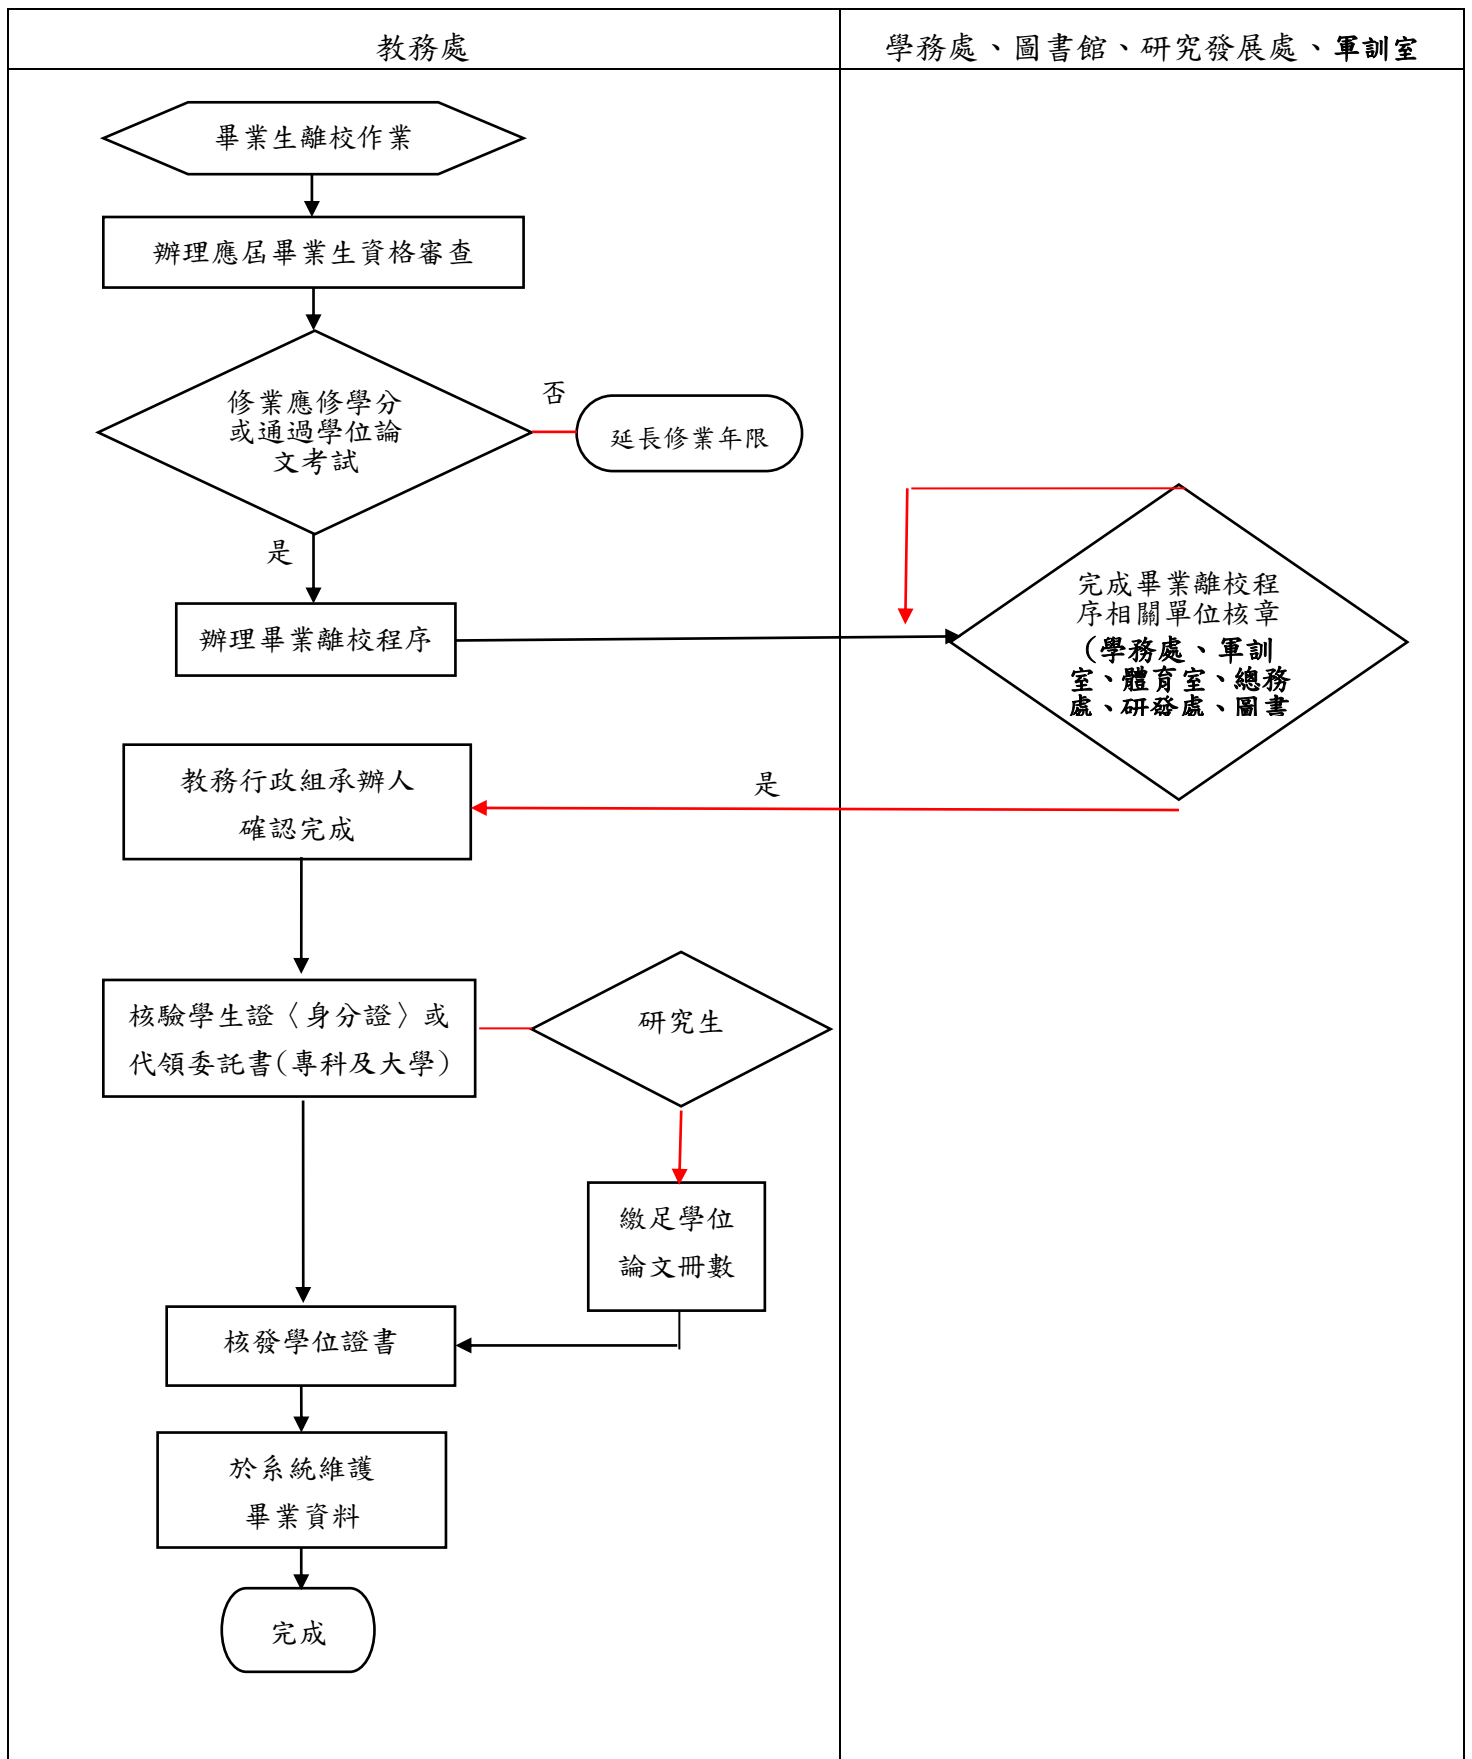 教務處
學務處、圖書館、研究發展處、軍訓室
畢業生離校作業
辦理應屆畢業生資格審查
修業應修學分
或通過學位論
文考試
否
延長修業年限
是
辦理畢業離校程序
完成畢業離校程
序相關單位核章
(學務處、軍訓
室、體育室、總務
處、研發處、圖書
教務行政組承辦人
確認完成
是
核驗學生證〈身分證〉或
代領委託書(專科及大學)
研究生
繳足學位
論文冊數
核發學位證書
於系統維護
畢業資料
完成